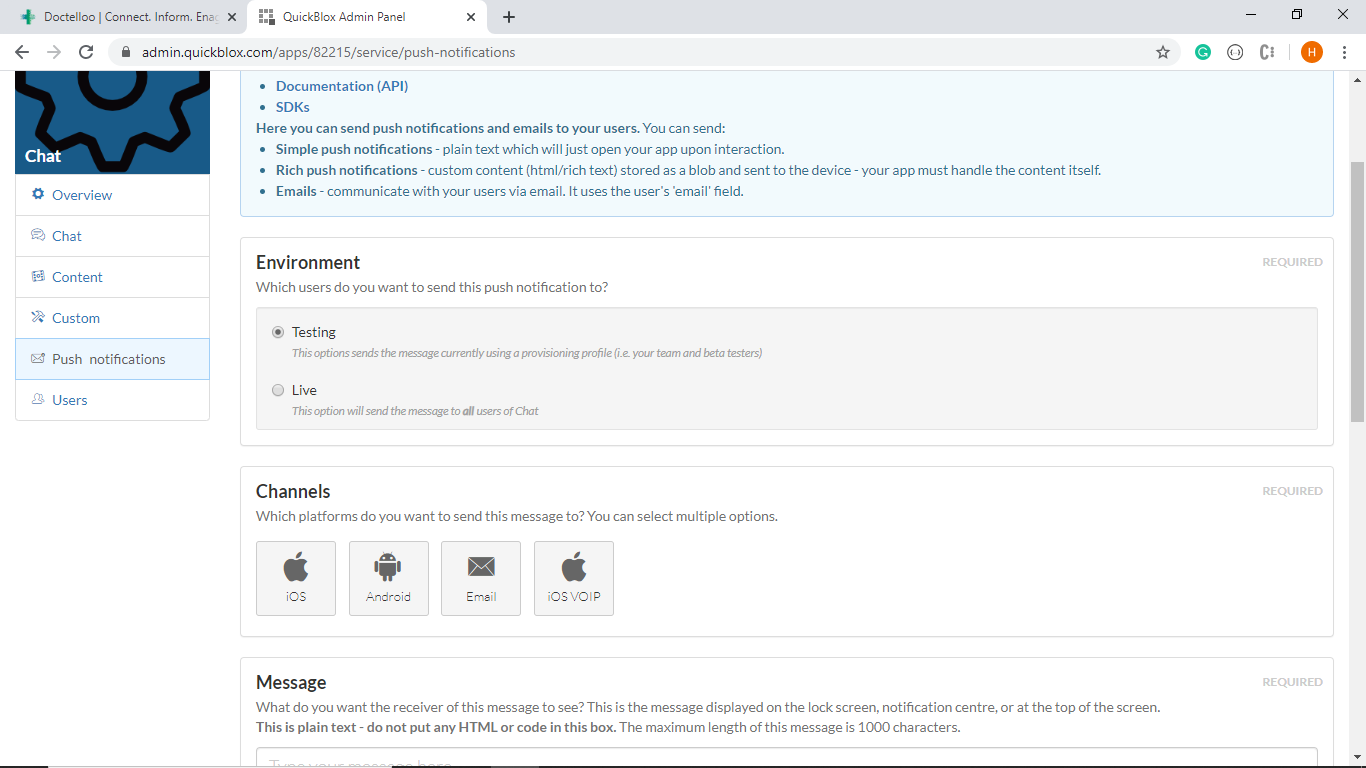 Doctelloo | Connect. Inform. Enag
QuickBlox Admin Panel
admin.quickblox.com/apps/82215/service/push-notifications
H
Chat
Overview
Chat
Content
Custom
Push notifications
Users
Documentation (API)
SDKs
Here you can send push notifications and emails to your users. You can send:
Simple push notifications - plain text which will just open your app upon interaction.
Rich push notifications - custom content (html/rich text) stored as a blob and sent to the device - your app must handle the content itself.
Emails - communicate with your users via email. It uses the user's 'email' field.
Environment
REQUIRED
Which users do you want to send this push notification to?
Testing
This options sends the message currently using a provisioning profile (i.e. your team and beta testers)
Live
This option will send the message to all users of Chat
Channels
REQUIRED
Which platforms do you want to send this message to? You can select multiple options.
iOS
Android
Email
iOS VOIP
Message
REQUIRED
What do you want the receiver of this message to see? This is the message displayed on the lock screen, notification centre, or at the top of the screen.
This is plain text - do not put any HTML or code in this box. The maximum length of this message is 1000 characters.
Type your message here